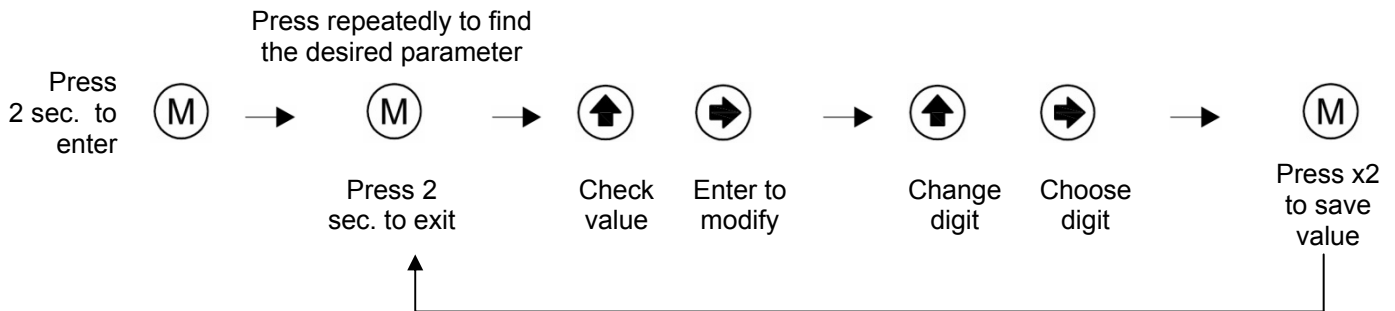 Press repeatedly to find
the desired parameter
Press
2 sec. to
enter
M
M
M
Press 2
sec. to exit
Check
value
Enter to
modify
Change
digit
Choose
digit
Press x2
to save
value